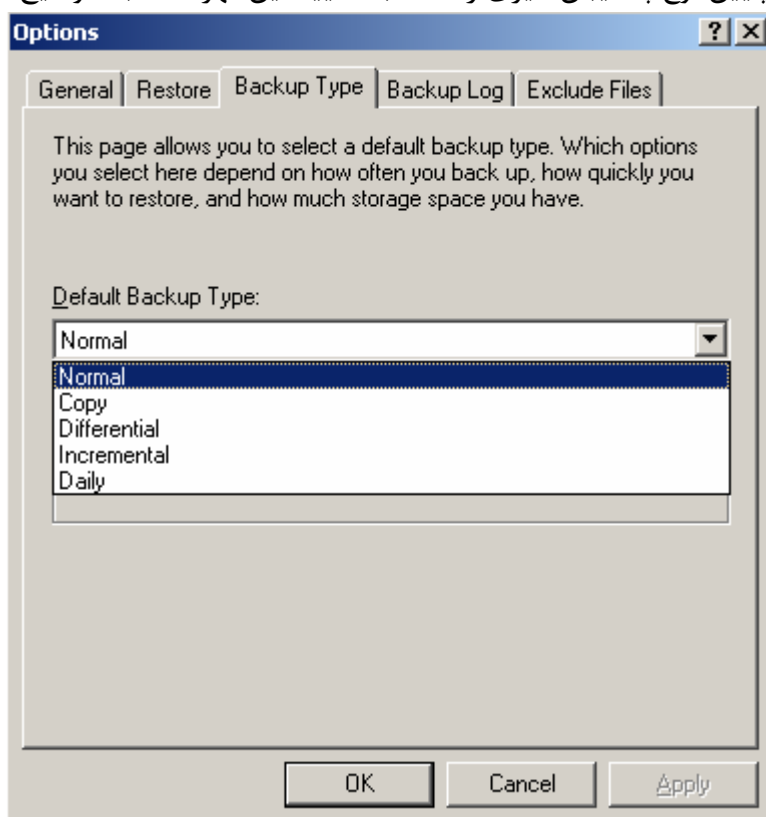 Options
General Restore Backup Type Backup Log Exclude Files
This page allows you to select a default backup type. Which options
you select here depend on how often you back up, how quickly you
want to restore, and how much storage space you have.
Default Backup Type:
Normal
Normal
Copy
Differential
Incremental
Daily
OK Cancel Apply